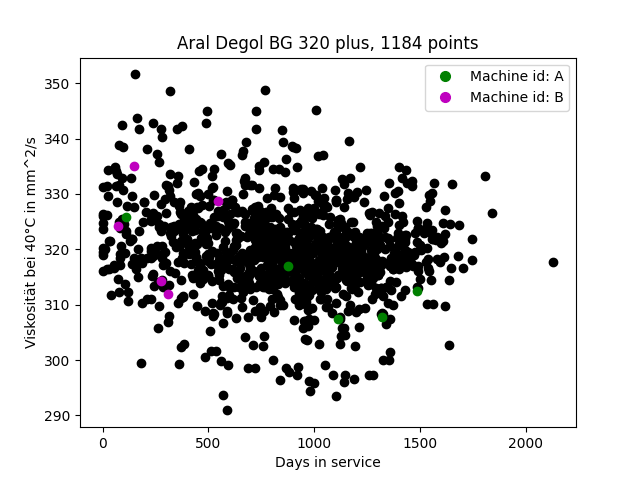 Aral Degol BG 320 plus, 1184 points
Machine id: A
Machine id: B
Viskosität bei 40°C in mm^2/s
350
340
330
320
310
300
290
0 500 1000 1500 2000
Days in service